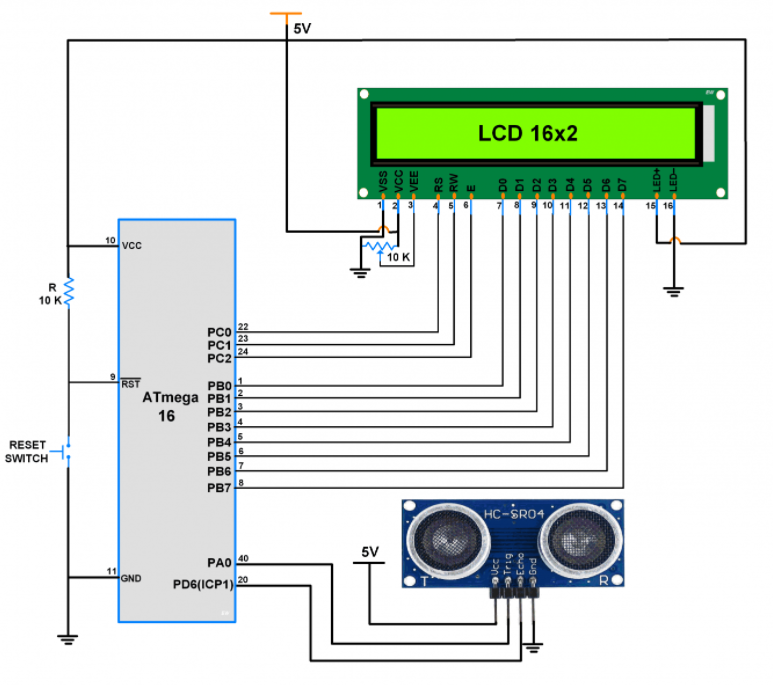 5V
LCD 16x2
VSS VCC VEE RS RW E D0 D1 D2 D3 D4 D5 D6 D7 LED+ LED-
1 2 3 4 5 6 7 8 9 10 11 12 13 14 15 16
10 K
10 VCC
R
10 K
PC0 22
PC1 23
PC2 24
9 RST
ATmega
16
PB0 1
PB1 2
PB2 3
PB3 4
PB4 5
PB5 6
PB6 7
PB7 8
RESET
SWITCH
HC-SR04
5V
Vcc Trig Echo Gnd
T R
PA0 40
11 GND
PD6(ICP1) 20